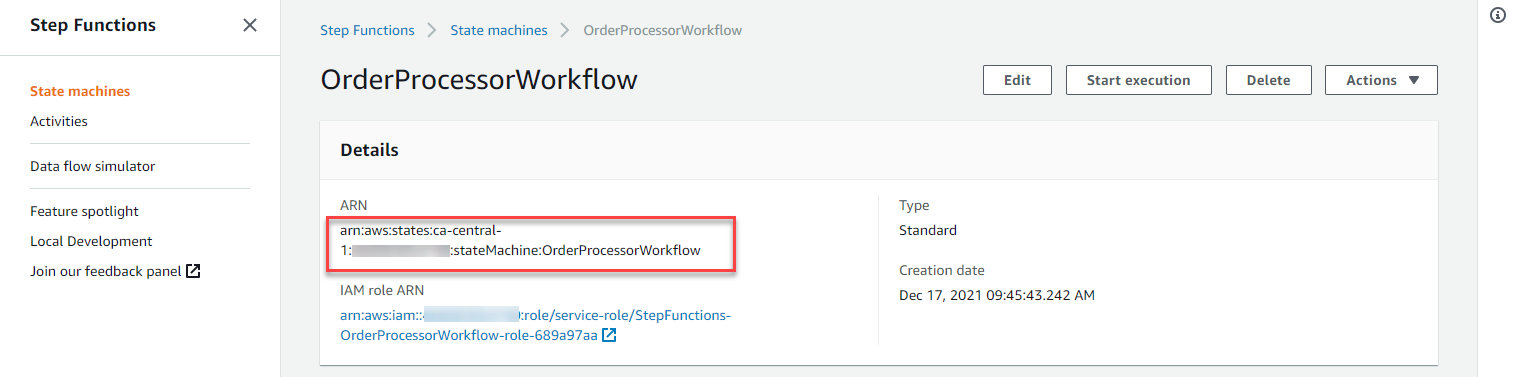 Step Functions
State machines
Activities
Data flow simulator
Feature spotlight
Local Development
Join our feedback panel
Step Functions > State machines > OrderProcessorWorkflow
OrderProcessorWorkflow
Edit
Start execution
Delete
Actions
Details
ARN
arn:aws:states:ca-central-
1: :stateMachine:OrderProcessorWorkflow
IAM role ARN
arn:aws:iam:: :role/service-role/StepFunctions-
OrderProcessorWorkflow-role-689a97aa
Type
Standard
Creation date
Dec 17, 2021 09:45:43.242 AM